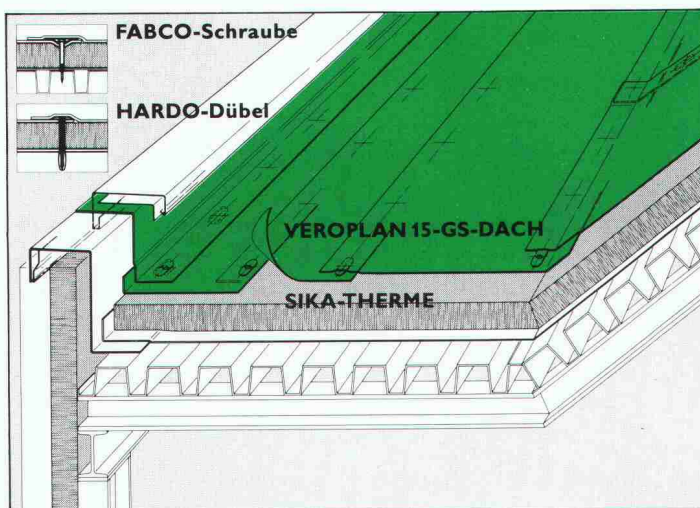 FABCO-Schraube
HARDO-Dübel
VEROPLAN 15-GS-DACH
SIKA-THERME